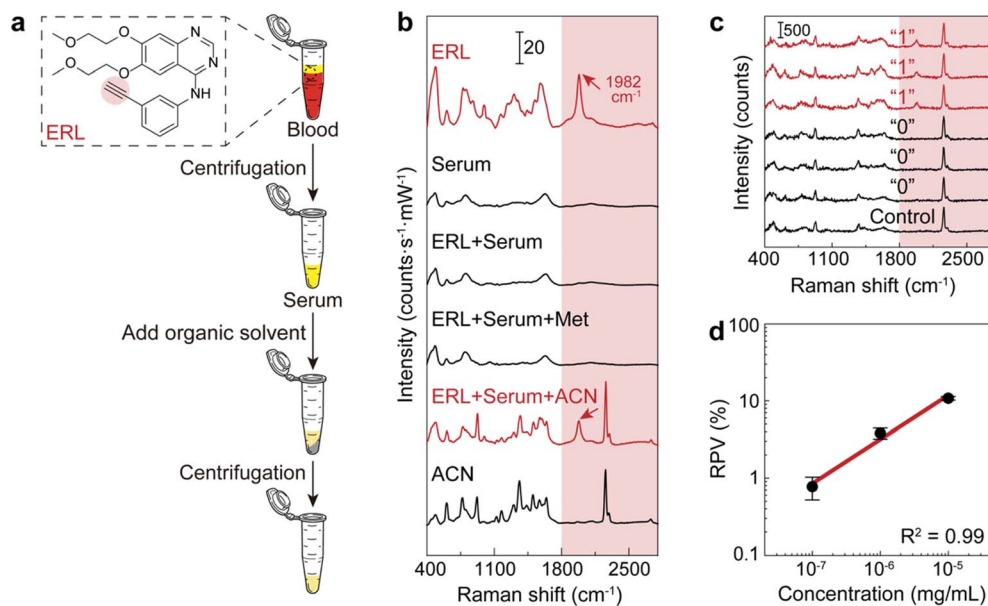 a
O
O
N
O
O
N
NH
ERL
Blood
Centrifugation
Serum
Add organic solvent
Centrifugation
b
Intensity (counts·s⁻¹·mW⁻¹)
ERL
20
1982
cm⁻¹
Serum
ERL+Serum
ERL+Serum+Met
ERL+Serum+ACN
ACN
400 1100 1800 2500
Raman shift (cm⁻¹)
c
Intensity (counts)
500
“1”
“1”
“1”
“0”
“0”
“0”
Control
400 1100 1800 2500
Raman shift (cm⁻¹)
d
RPV (%)
100
10
1
0.1
R² = 0.99
10⁻⁷ 10⁻⁶ 10⁻⁵
Concentration (mg/mL)